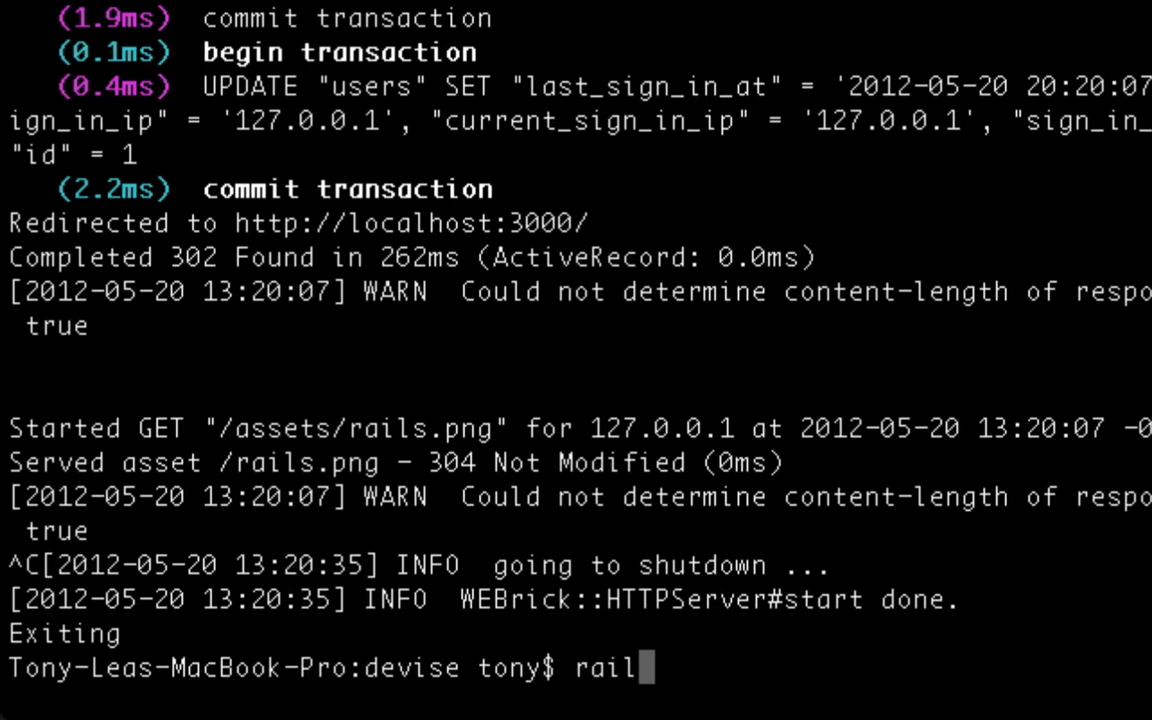 (1.9ms) commit transaction
(0.1ms) begin transaction
(0.4ms) UPDATE "users" SET "last_sign_in_at" = '2012-05-20 20:20:07
ign_in_ip" = '127.0.0.1', "current_sign_in_ip" = '127.0.0.1', "sign_in_
"id" = 1
(2.2ms) commit transaction
Redirected to http://localhost:3000/
Completed 302 Found in 262ms (ActiveRecord: 0.0ms)
[2012-05-20 13:20:07] WARN  Could not determine content-length of respo
true
Started GET "/assets/rails.png" for 127.0.0.1 at 2012-05-20 13:20:07 -0
Served asset /rails.png - 304 Not Modified (0ms)
[2012-05-20 13:20:07] WARN  Could not determine content-length of respo
true
^C[2012-05-20 13:20:35] INFO  going to shutdown ...
[2012-05-20 13:20:35] INFO  WEBrick::HTTPServer#start done.
Exiting
Tony-Leas-MacBook-Pro:devise tony$ rail